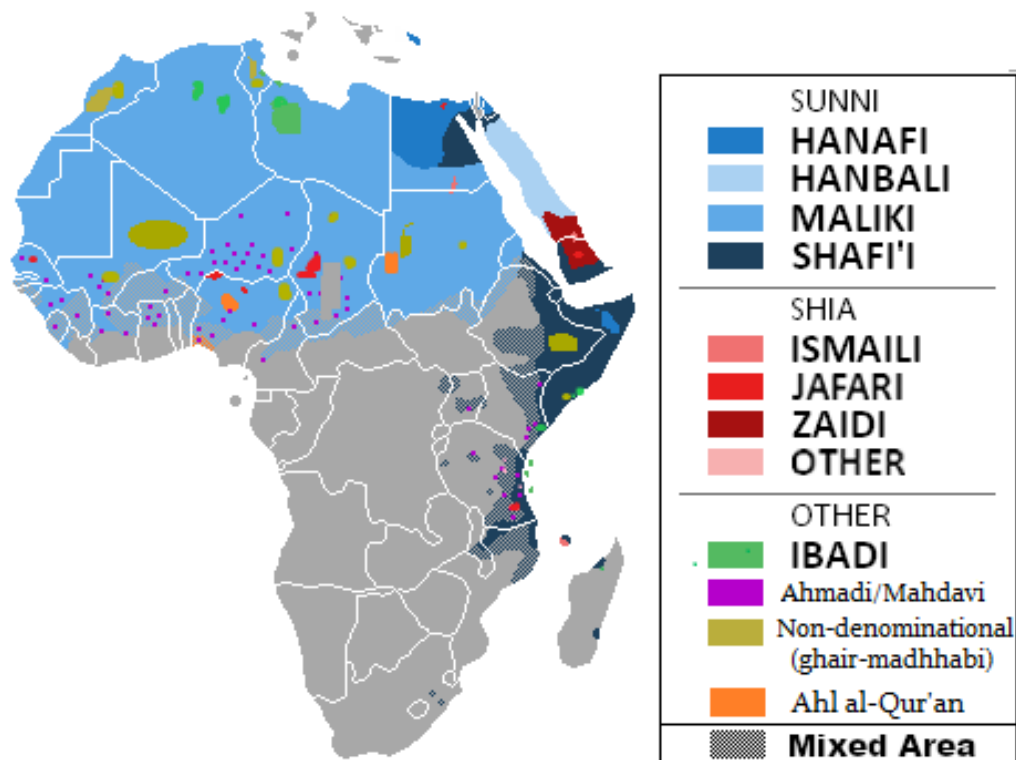 SUNNI
HANAFI
HANBALI
MALIKI
SHAFI'I
SHIA
ISMAILI
JAFARI
ZAIDI
OTHER
OTHER
IBADI
Ahmadi/Mahdavi
Non-denominational
(ghair-madhhabi)
Ahl al-Qur'an
Mixed Area